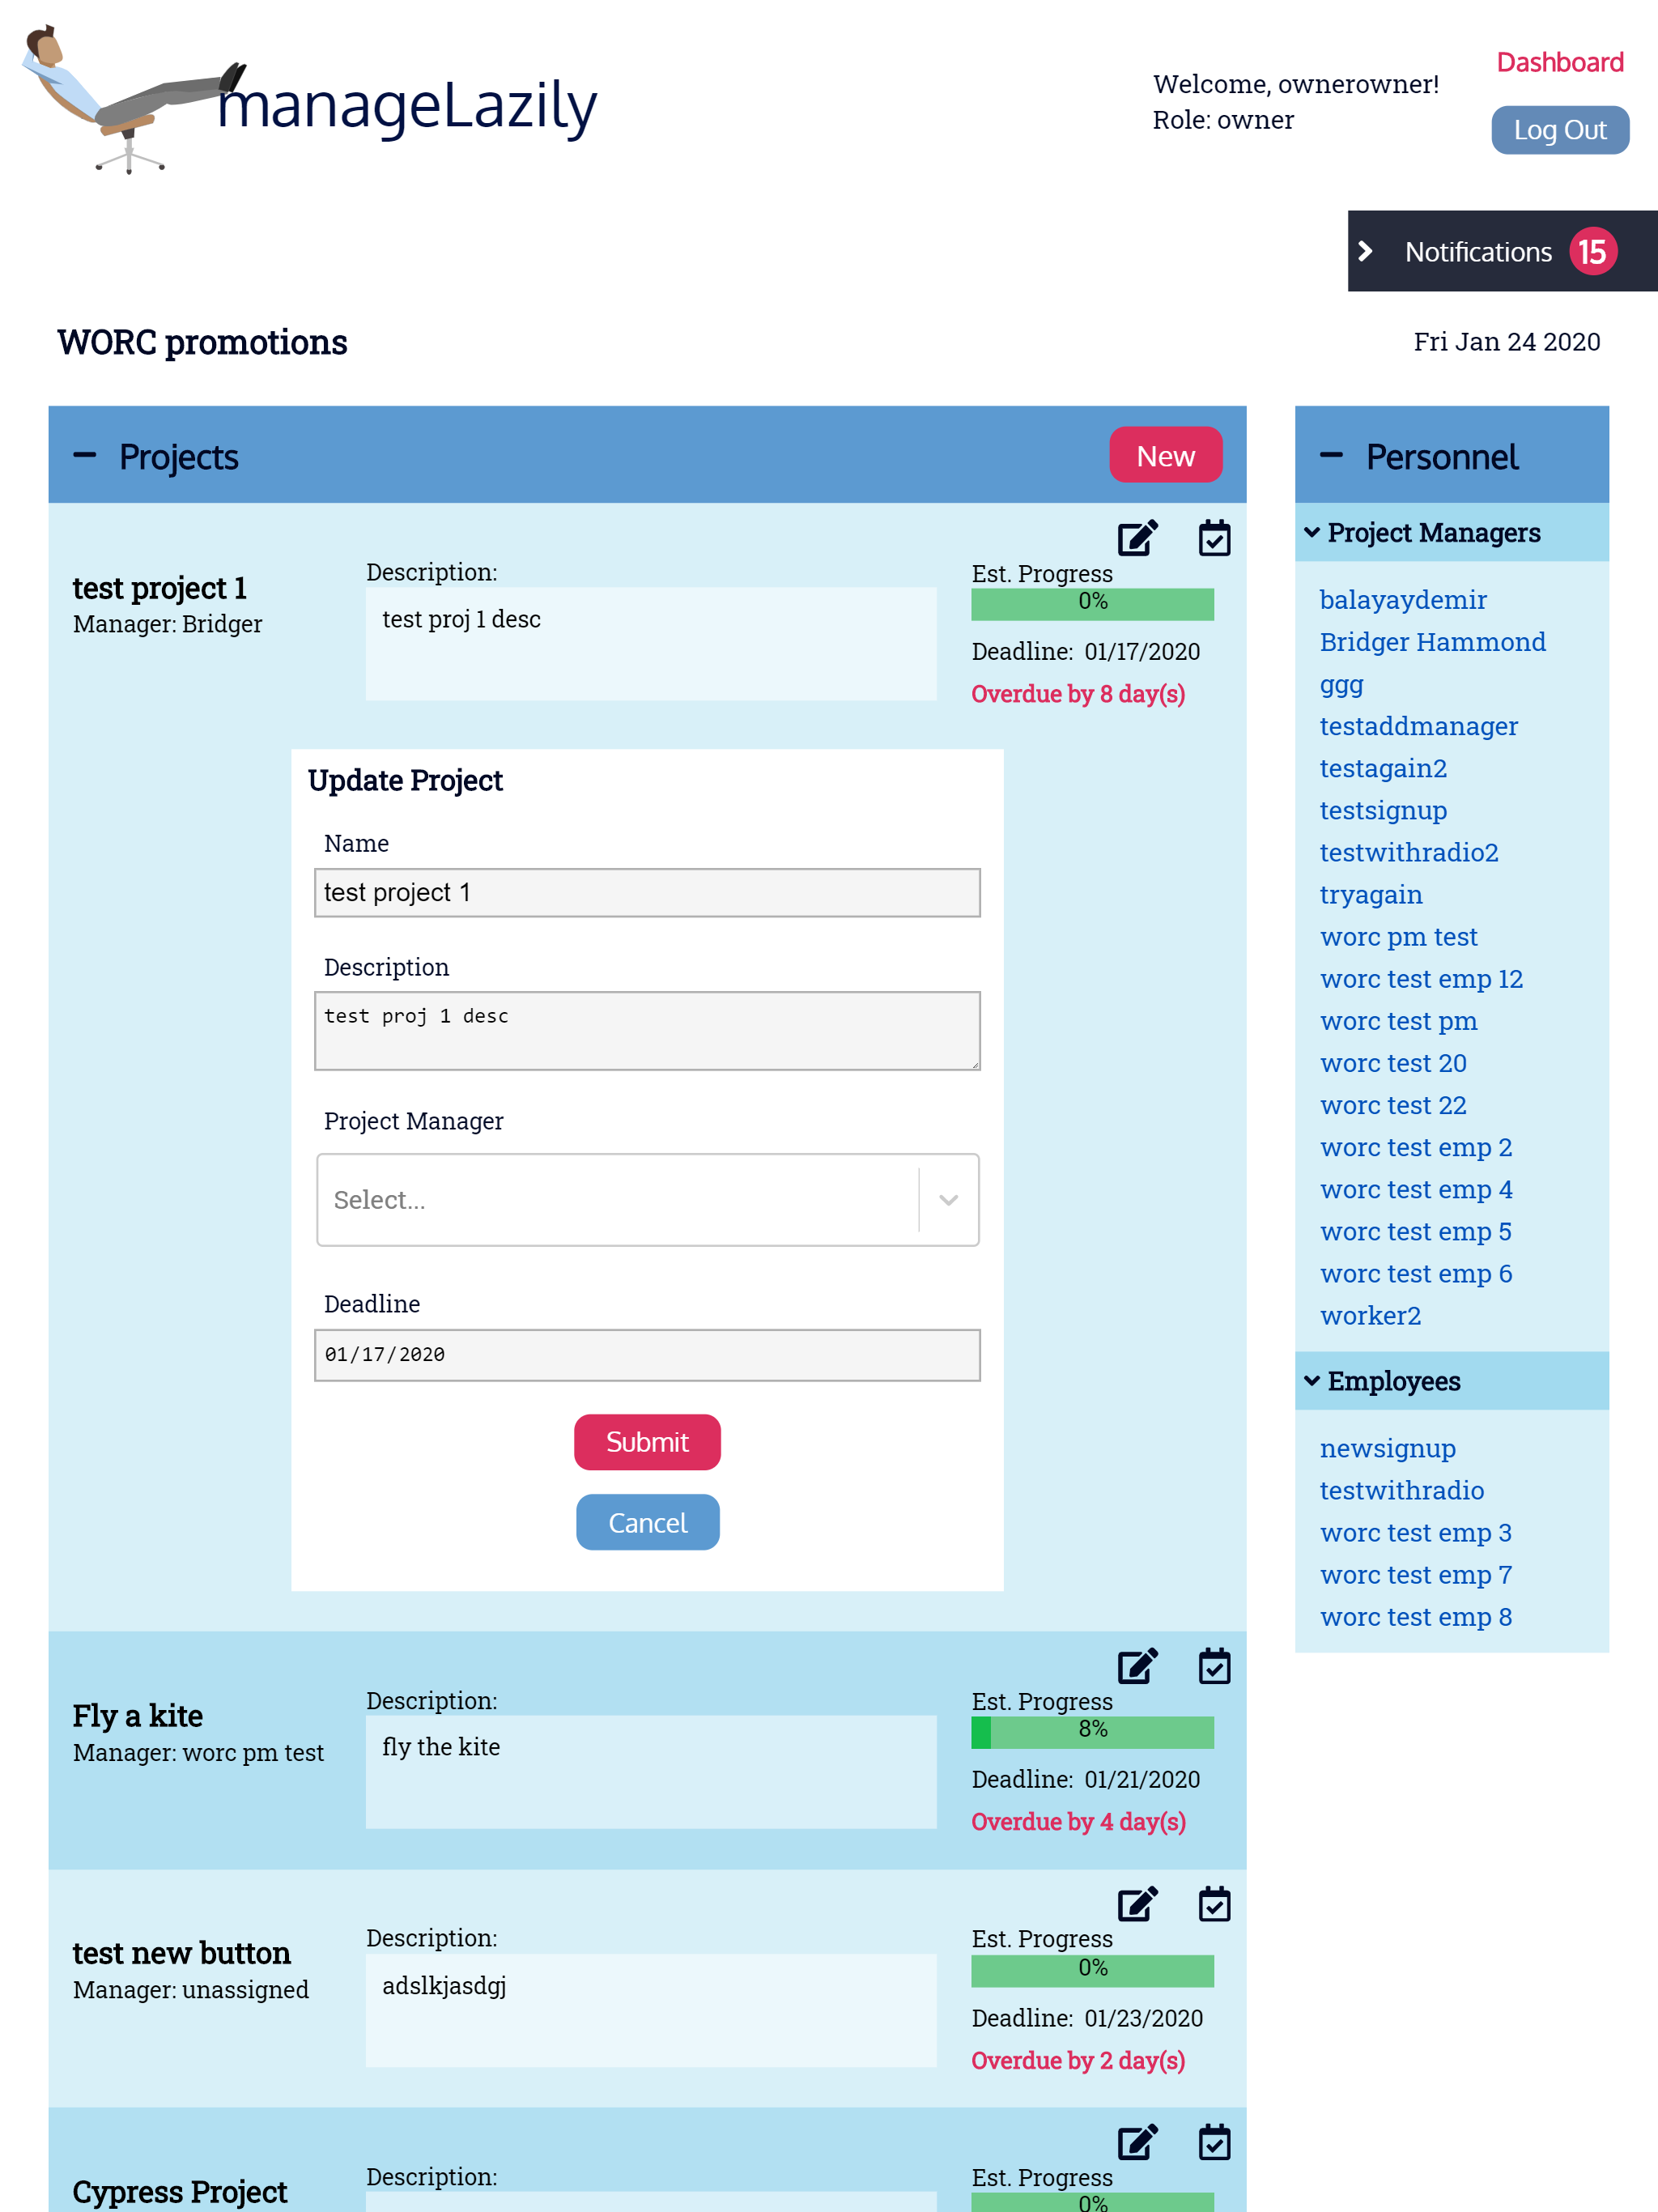 manageLazily
Welcome, ownerowner!
Role: owner
Dashboard
Log Out
Notifications 15
WORC promotions
Fri Jan 24 2020
Projects
New
test project 1
Manager: Bridger
Description:
test proj 1 desc
Est. Progress
0%
Deadline: 01/17/2020
Overdue by 8 day(s)
Update Project
Name
test project 1
Description
test proj 1 desc
Project Manager
Select...
Deadline
01/17/2020
Submit
Cancel
Fly a kite
Manager: worc pm test
Description:
fly the kite
Est. Progress
8%
Deadline: 01/21/2020
Overdue by 4 day(s)
test new button
Manager: unassigned
Description:
adslkjasdgj
Est. Progress
0%
Deadline: 01/23/2020
Overdue by 2 day(s)
Cypress Project
Description:
Est. Progress
0%
Personnel
Project Managers
balayaydemir
Bridger Hammond
ggg
testaddmanager
testagain2
testsignup
testwithradio2
tryagain
worc pm test
worc test emp 12
worc test pm
worc test 20
worc test 22
worc test emp 2
worc test emp 4
worc test emp 5
worc test emp 6
worker2
Employees
newsignup
testwithradio
worc test emp 3
worc test emp 7
worc test emp 8